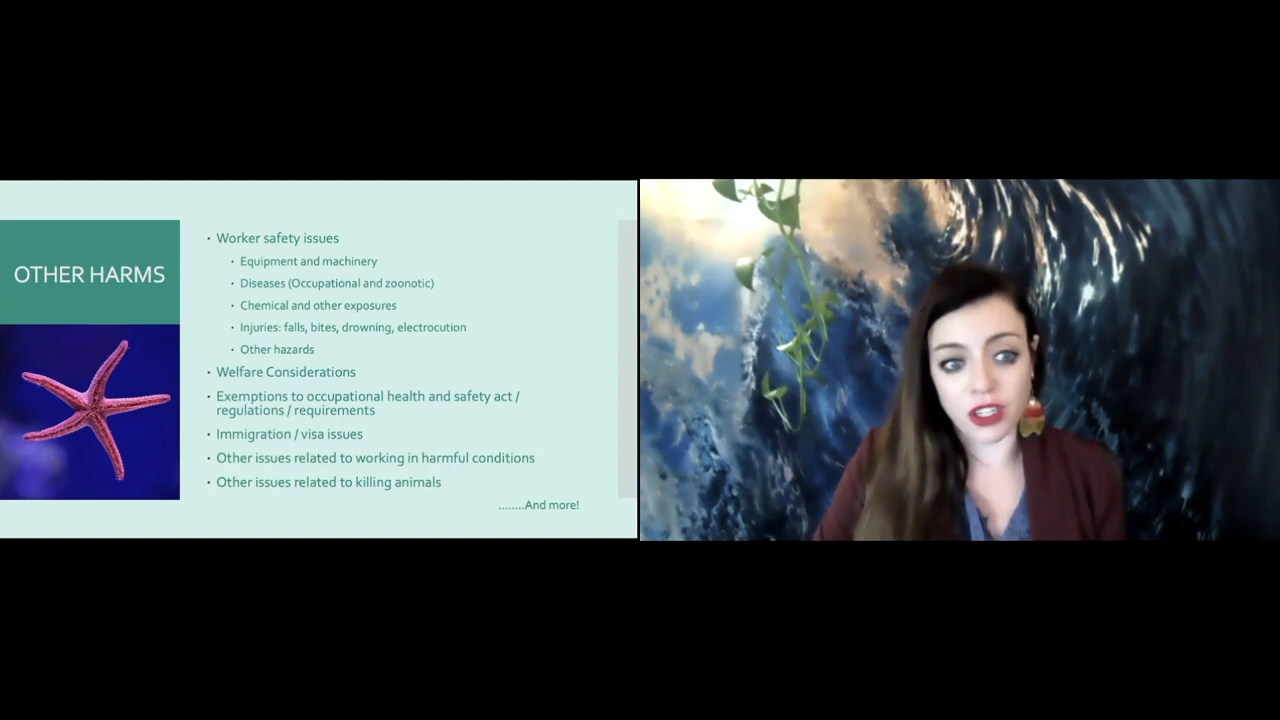 OTHER HARMS
• Worker safety issues
• Equipment and machinery
• Diseases (Occupational and zoonotic)
• Chemical and other exposures
• Injuries: falls, bites, drowning, electrocution
• Other hazards
• Welfare Considerations
• Exemptions to occupational health and safety act /
regulations / requirements
• Immigration / visa issues
• Other issues related to working in harmful conditions
• Other issues related to killing animals
........And more!